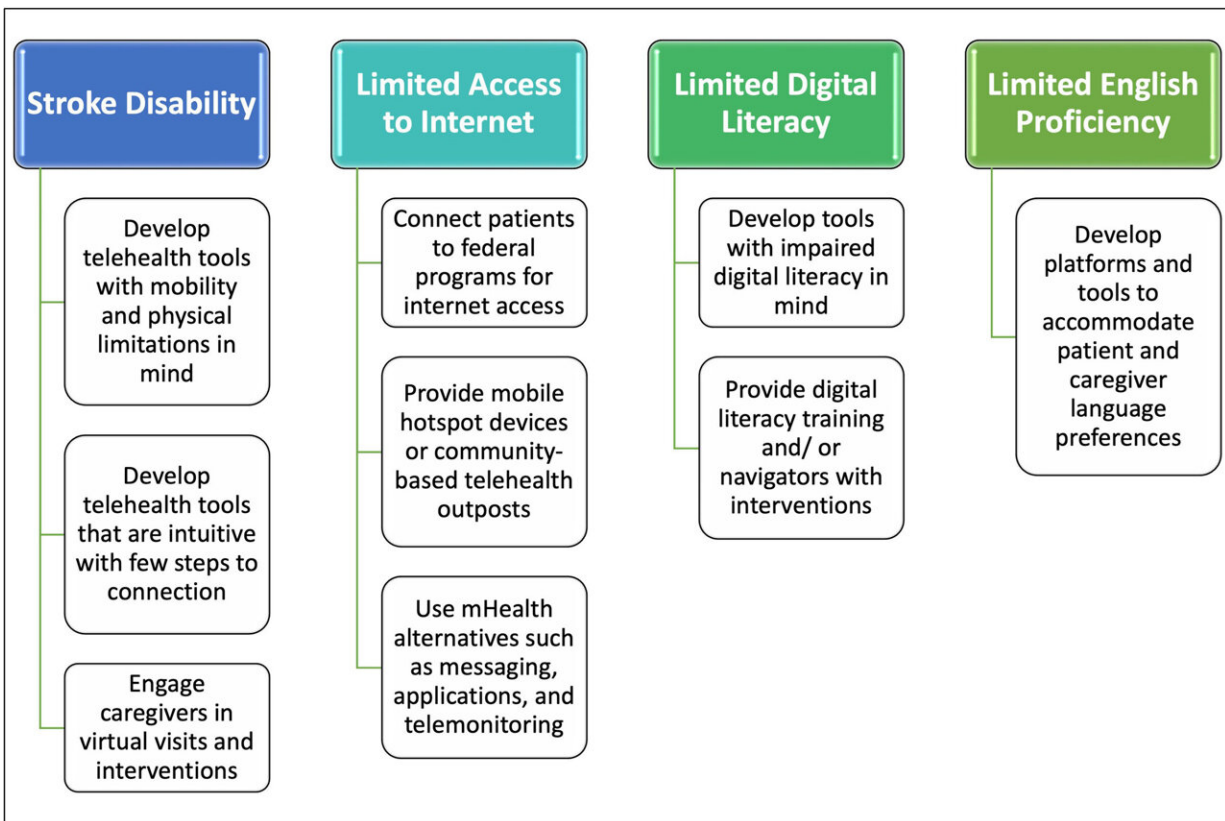 Stroke Disability
Develop
telehealth tools
with mobility
and physical
limitations in
mind
Develop
telehealth tools
that are intuitive
with few steps to
connection
Engage
caregivers in
virtual visits and
interventions
Limited Access
to Internet
Connect patients
to federal
programs for
internet access
Provide mobile
hotspot devices
or community-
based telehealth
outposts
Use mHealth
alternatives such
as messaging,
applications, and
telemonitoring
Limited Digital
Literacy
Develop tools
with impaired
digital literacy in
mind
Provide digital
literacy training
and/ or
navigators with
interventions
Limited English
Proficiency
Develop
platforms and
tools to
accommodate
patient and
caregiver
language
preferences